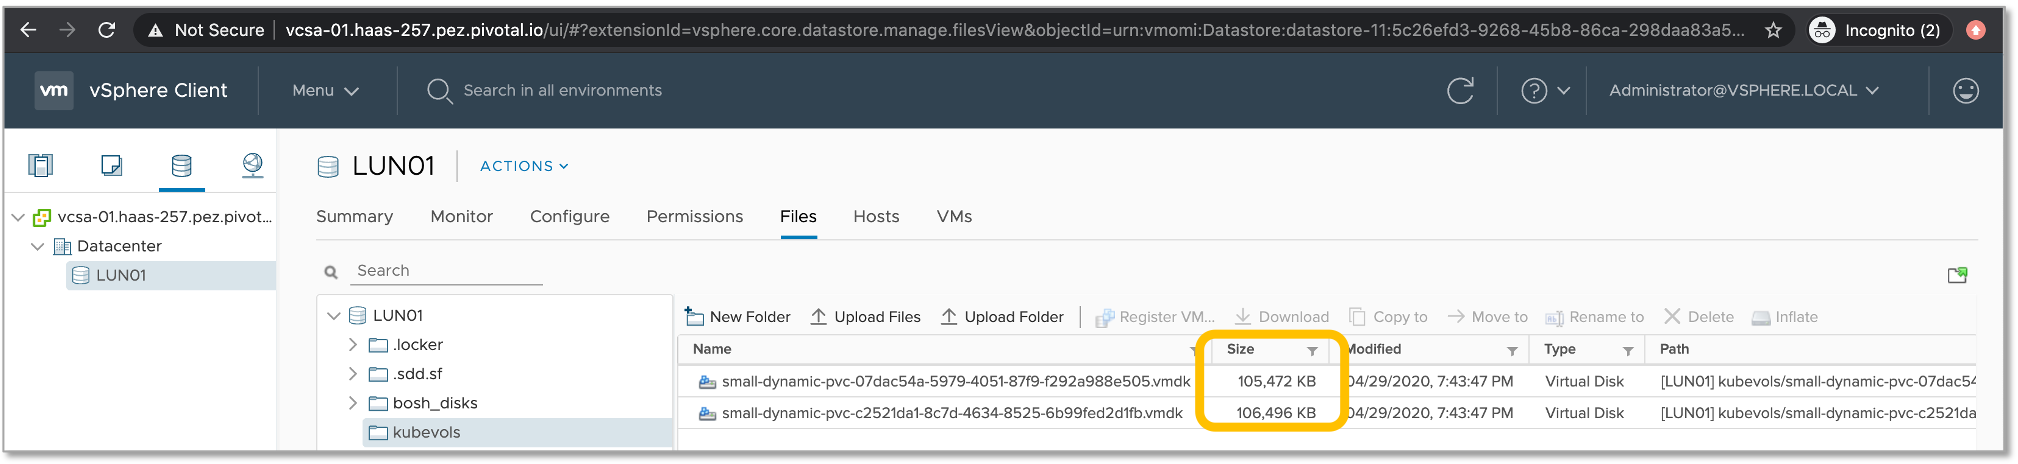 Not Secure | vcsa-01.haas-257.pez.pivotal.io/ui/#?extensionId=vsphere.core.datastore.manage.filesView&objectId=urn:vmomi:Datastore:datastore-11:5c26efd3-9268-45b8-86ca-298daa83a5... Incognito (2)
vm vSphere Client Menu Search in all environments Administrator@VSPHERE.LOCAL
LUN01 ACTIONS
Summary Monitor Configure Permissions Files Hosts VMs
vcsa-01.haas-257.pez.pivot...
Datacenter
LUN01
Search
LUN01
.locker
.sdd.sf
bosh_disks
kubevols
New Folder Upload Files Upload Folder Register VM... Download Copy to Move to Rename to Delete Inflate
Name Size Modified Type Path
small-dynamic-pvc-07dac54a-5979-4051-87f9-f292a988e505.vmdk 105,472 KB 04/29/2020, 7:43:47 PM Virtual Disk [LUN01] kubevols/small-dynamic-pvc-07dac54
small-dynamic-pvc-c2521da1-8c7d-4634-8525-6b99fed2d1fb.vmdk 106,496 KB 04/29/2020, 7:43:47 PM Virtual Disk [LUN01] kubevols/small-dynamic-pvc-c2521da